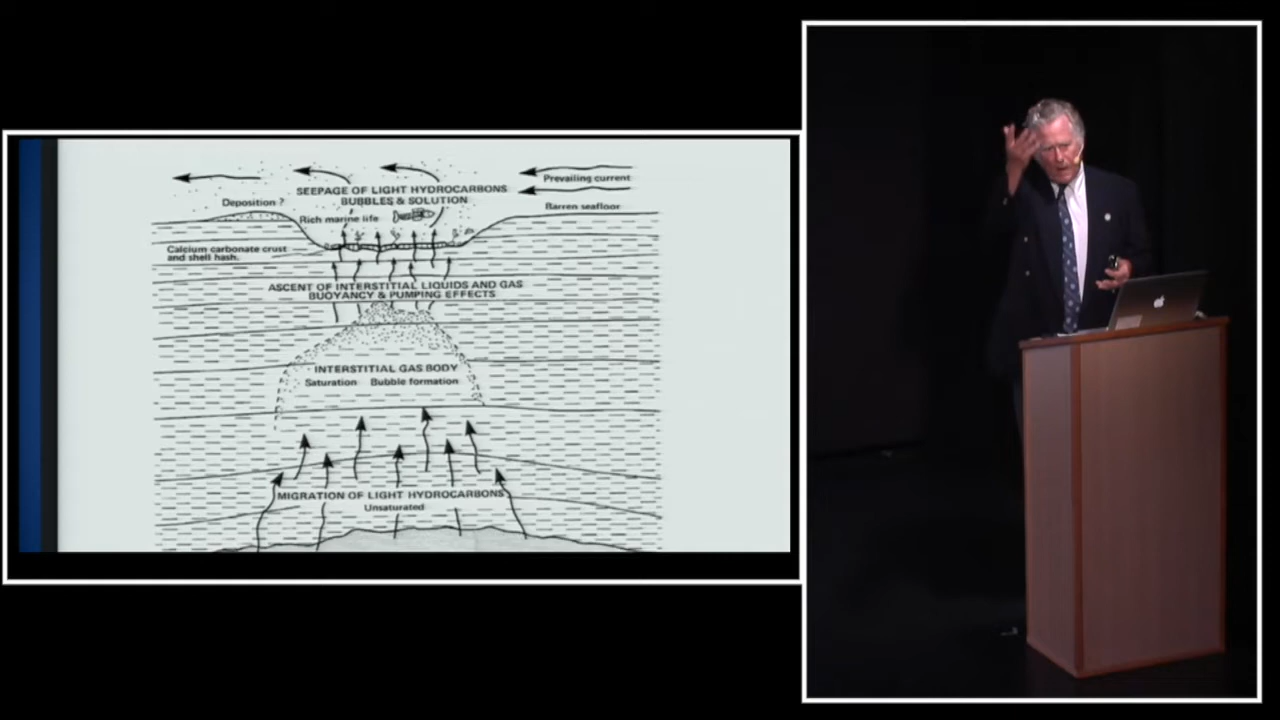 Prevailing current
SEEPAGE OF LIGHT HYDROCARBONS
BUBBLES & SOLUTION
Deposition ?
Barren seafloor
Rich marine life
Calcium carbonate crust
and shell hash.
ASCENT OF INTERSTITIAL LIQUIDS AND GAS
BUOYANCY & PUMPING EFFECTS
INTERSTITIAL GAS BODY
Saturation Bubble formation
MIGRATION OF LIGHT HYDROCARBONS
Unsaturated